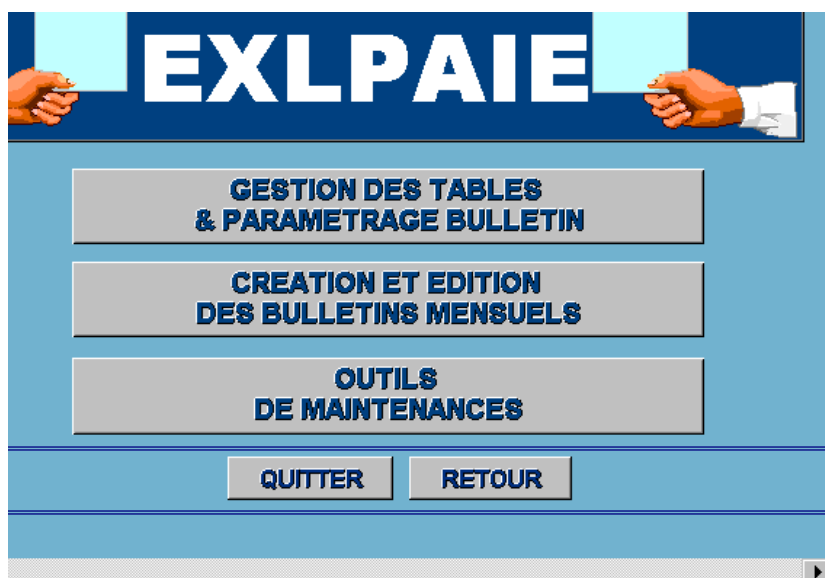 EXLPAIE
GESTION DES TABLES
& PARAMETRAGE BULLETIN
CREATION ET EDITION
DES BULLETINS MENSUELS
OUTILS
DE MAINTENANCES
QUITTER RETOUR